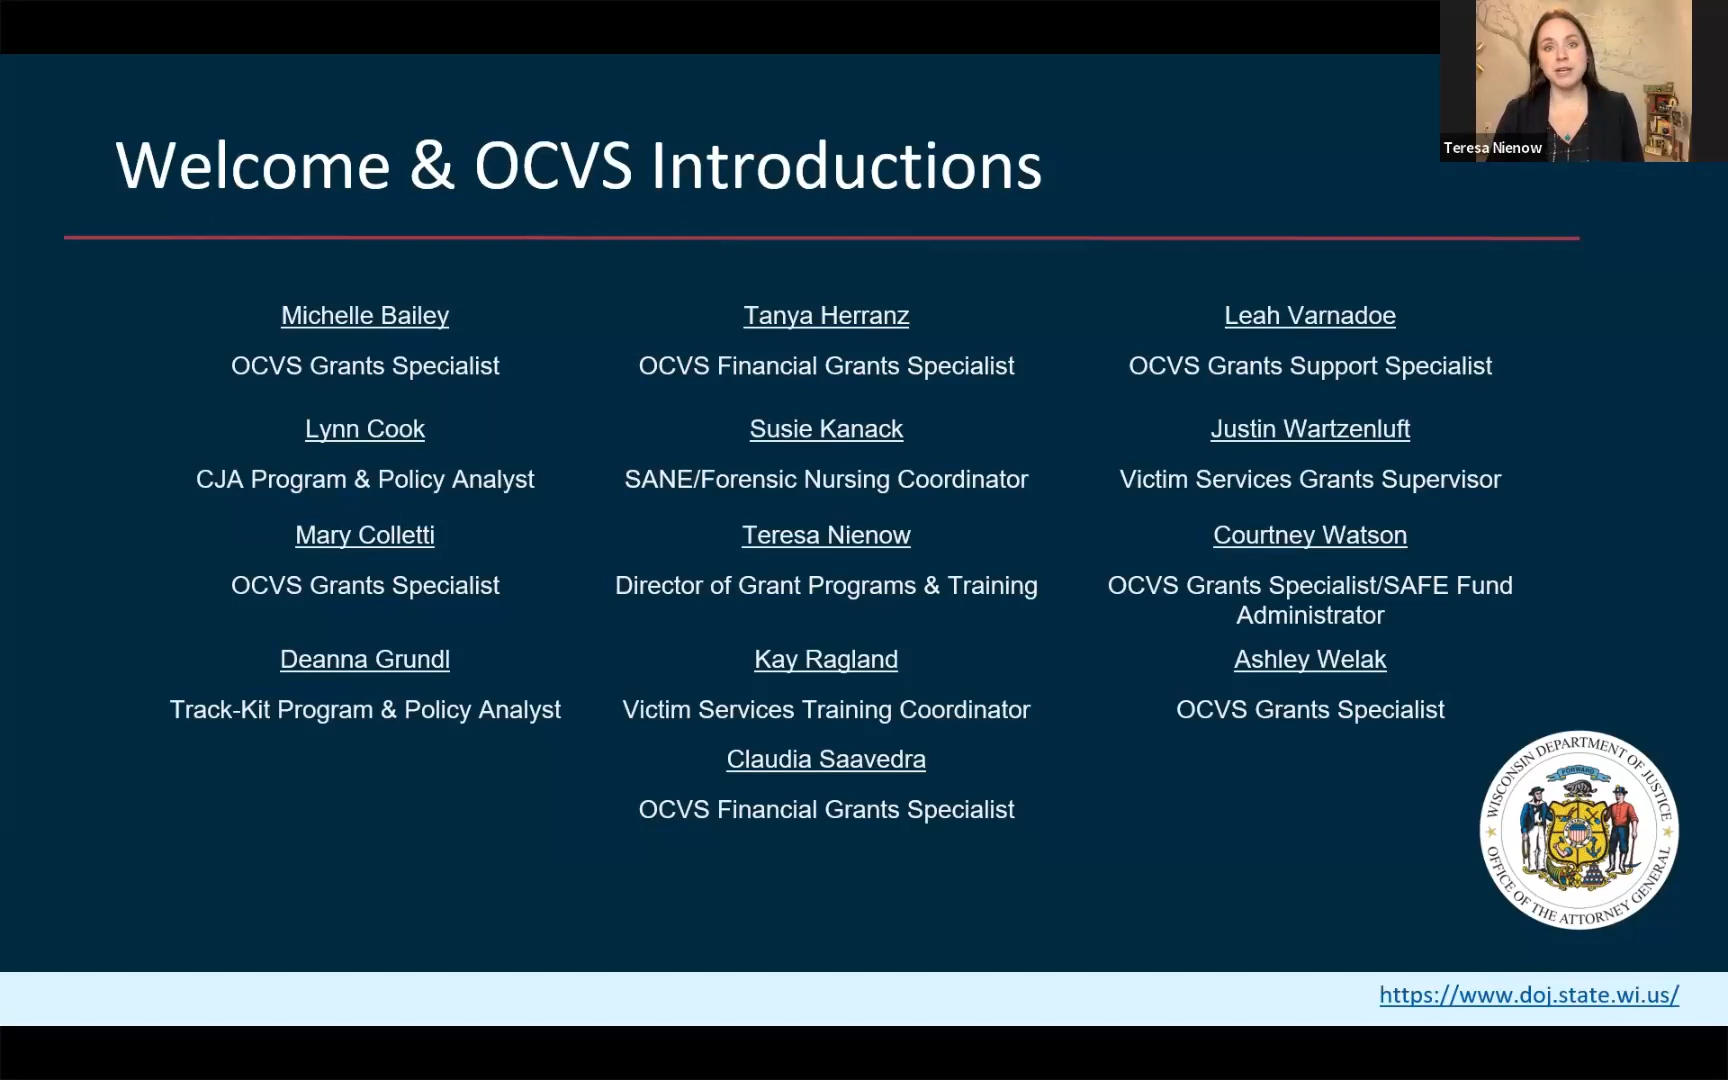 Teresa Nienow
Welcome & OCVS Introductions
Michelle Bailey
OCVS Grants Specialist
Tanya Herranz
OCVS Financial Grants Specialist
Leah Varnadoe
OCVS Grants Support Specialist
Lynn Cook
CJA Program & Policy Analyst
Susie Kanack
SANE/Forensic Nursing Coordinator
Justin Wartzenluft
Victim Services Grants Supervisor
Mary Colletti
OCVS Grants Specialist
Teresa Nienow
Director of Grant Programs & Training
Courtney Watson
OCVS Grants Specialist/SAFE Fund
Administrator
Deanna Grundl
Track-Kit Program & Policy Analyst
Kay Ragland
Victim Services Training Coordinator
Ashley Welak
OCVS Grants Specialist
Claudia Saavedra
OCVS Financial Grants Specialist
WISCONSIN DEPARTMENT OF JUSTICE
FORWARD
OFFICE OF THE ATTORNEY GENERAL
https://www.doj.state.wi.us/